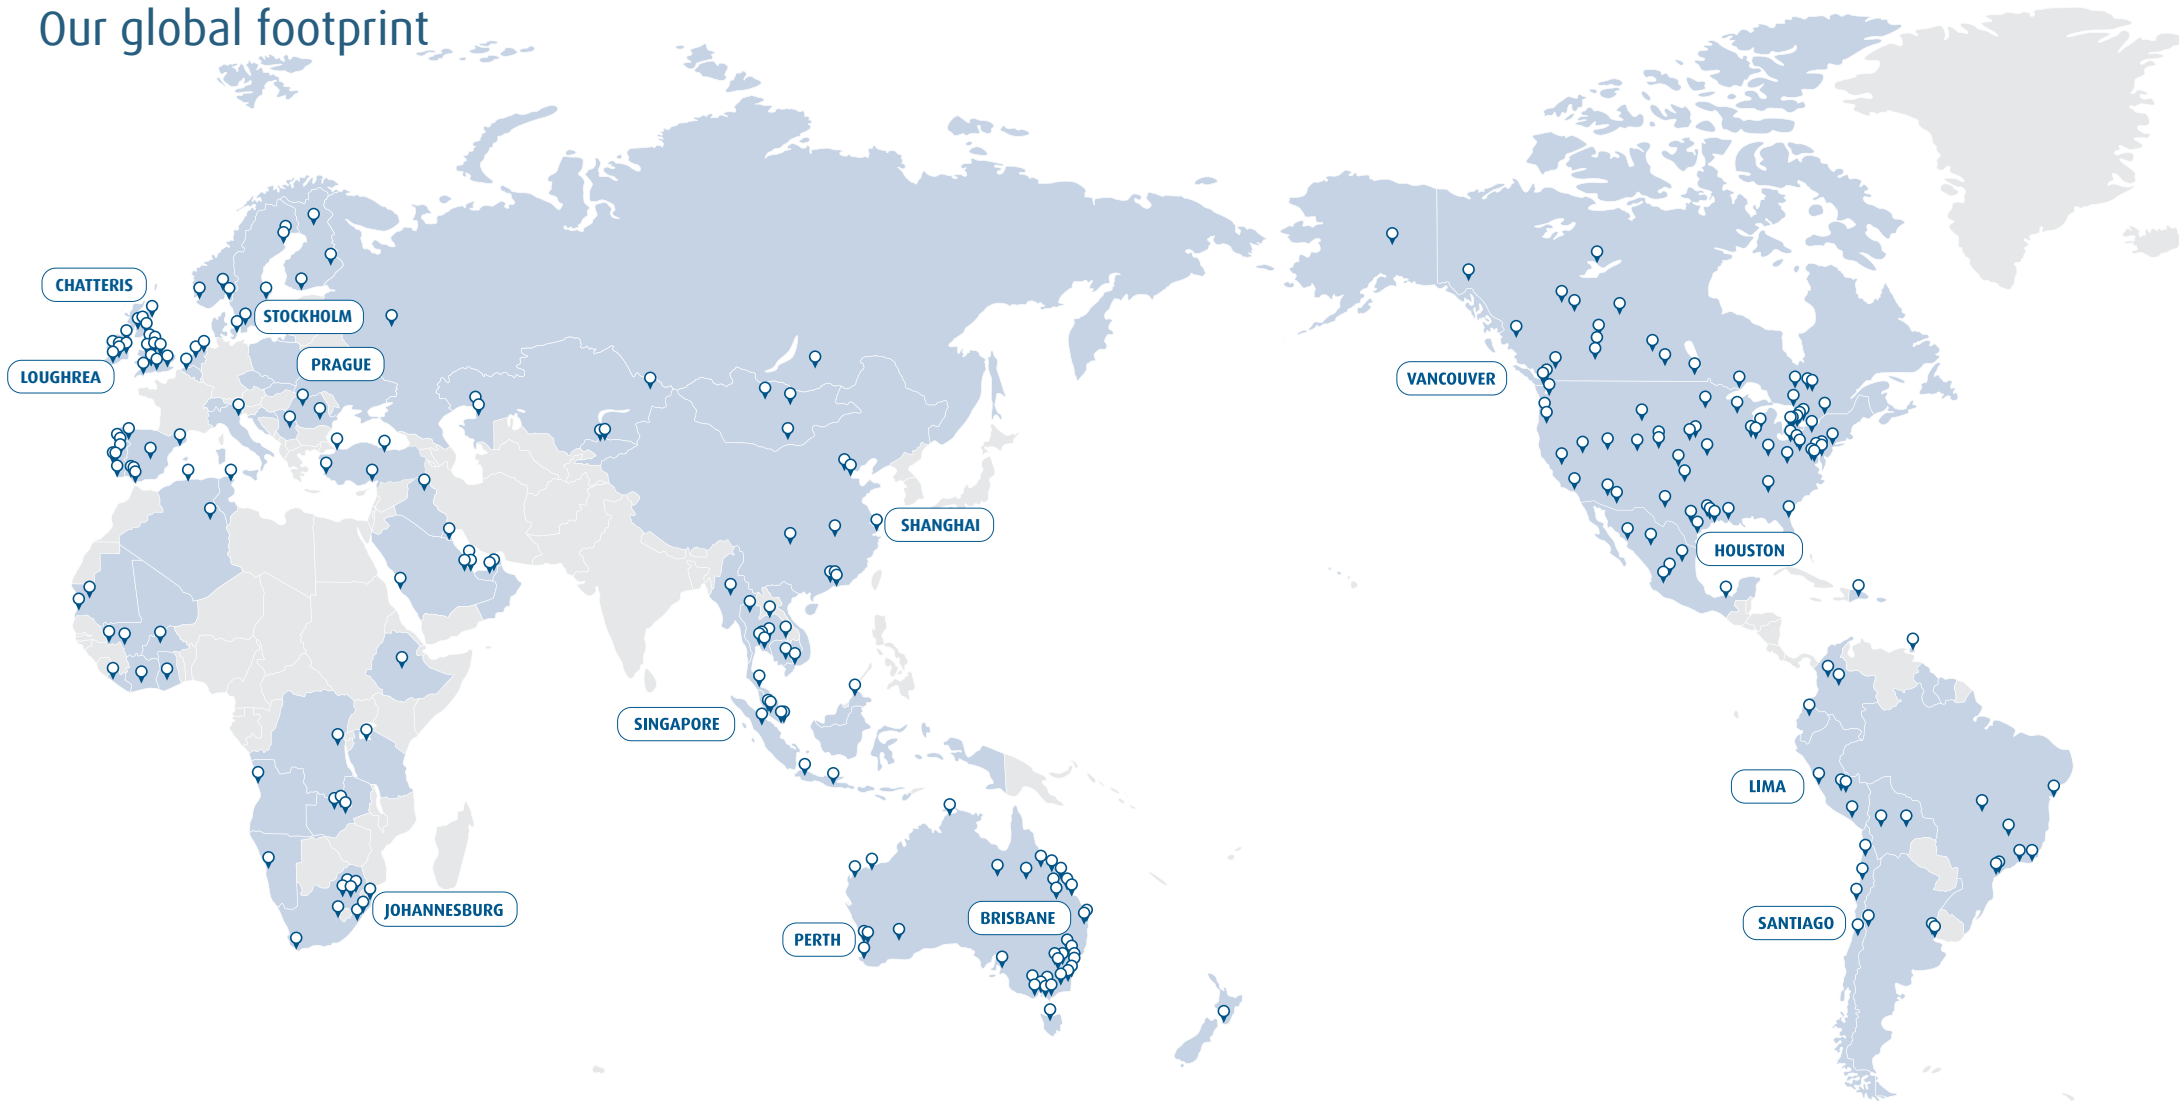 Our global footprint
CHATTERIS
STOCKHOLM
PRAGUE
LOUGHREA
VANCOUVER
SHANGHAI
HOUSTON
SINGAPORE
LIMA
JOHANNESBURG
PERTH
BRISBANE
SANTIAGO